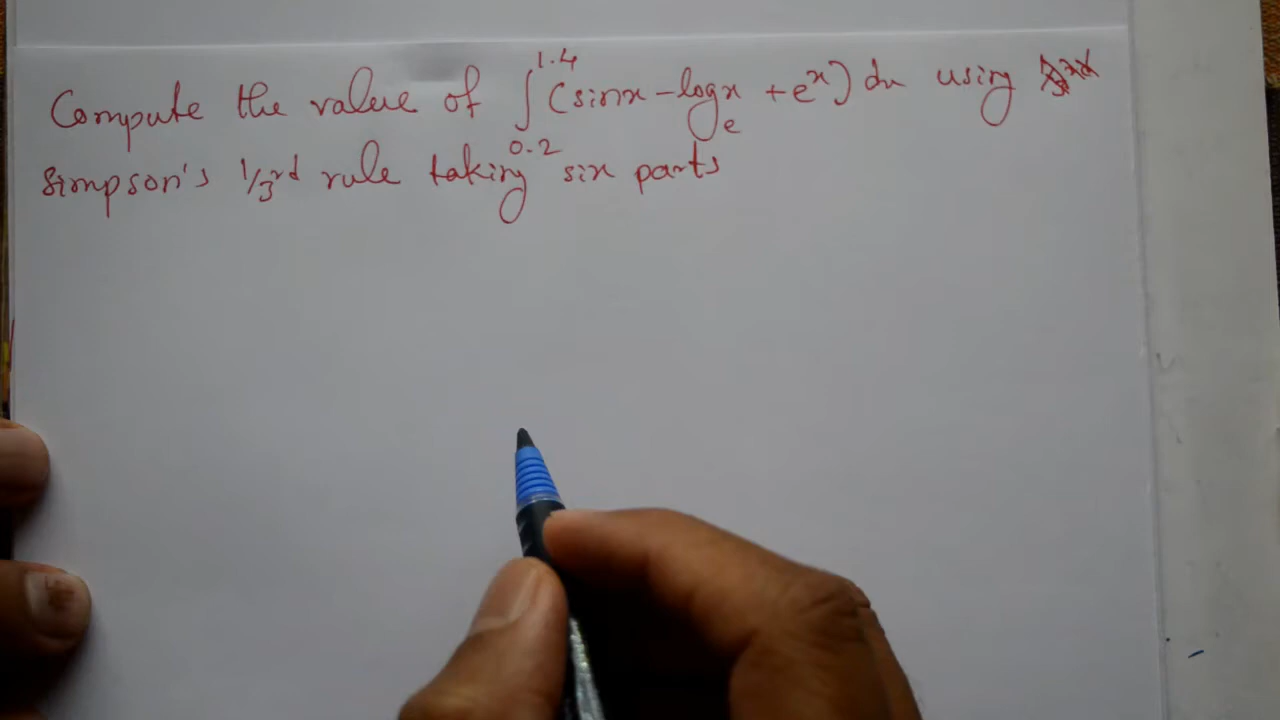 Compute the value of ∫_{0.2}^{1.4} (sinx - log_e x + e^x) dx using
Simpson's 1/3rd rule taking six parts